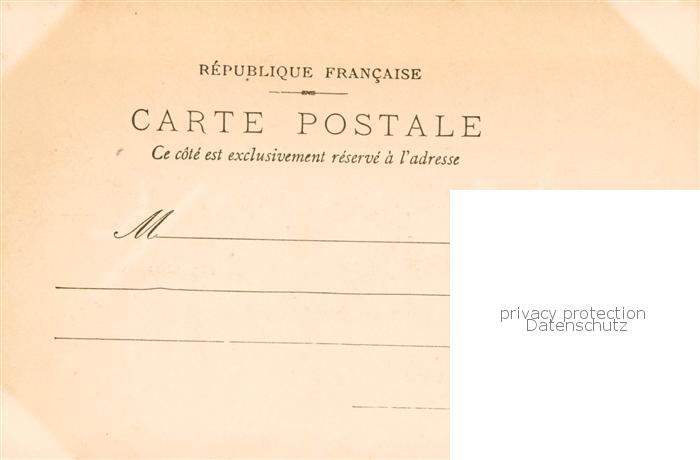 RÉPUBLIQUE FRANÇAISE
CARTE POSTALE
Ce côté est exclusivement réservé à l'adresse
M
privacy protection
Datenschutz